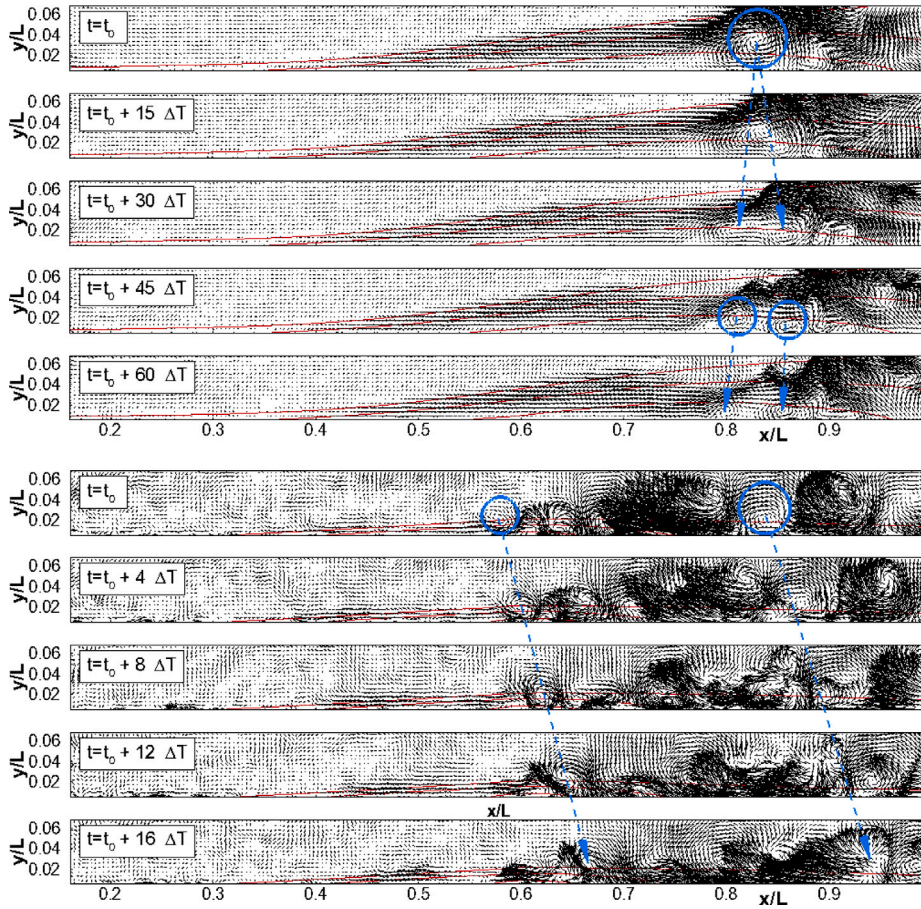 y/L
0.06
0.04
0.02
t=t₀
y/L
0.06
0.04
0.02
t=t₀ + 15 ΔT
y/L
0.06
0.04
0.02
t=t₀ + 30 ΔT
y/L
0.06
0.04
0.02
t=t₀ + 45 ΔT
y/L
0.06
0.04
0.02
t=t₀ + 60 ΔT
0.2 0.3 0.4 0.5 0.6 0.7 0.8 x/L 0.9
y/L
0.06
0.04
0.02
t=t₀
y/L
0.06
0.04
0.02
t=t₀ + 4 ΔT
y/L
0.06
0.04
0.02
t=t₀ + 8 ΔT
y/L
0.06
0.04
0.02
t=t₀ + 12 ΔT
x/L
y/L
0.06
0.04
0.02
t=t₀ + 16 ΔT
0.2 0.3 0.4 0.5 0.6 0.7 0.8 x/L 0.9